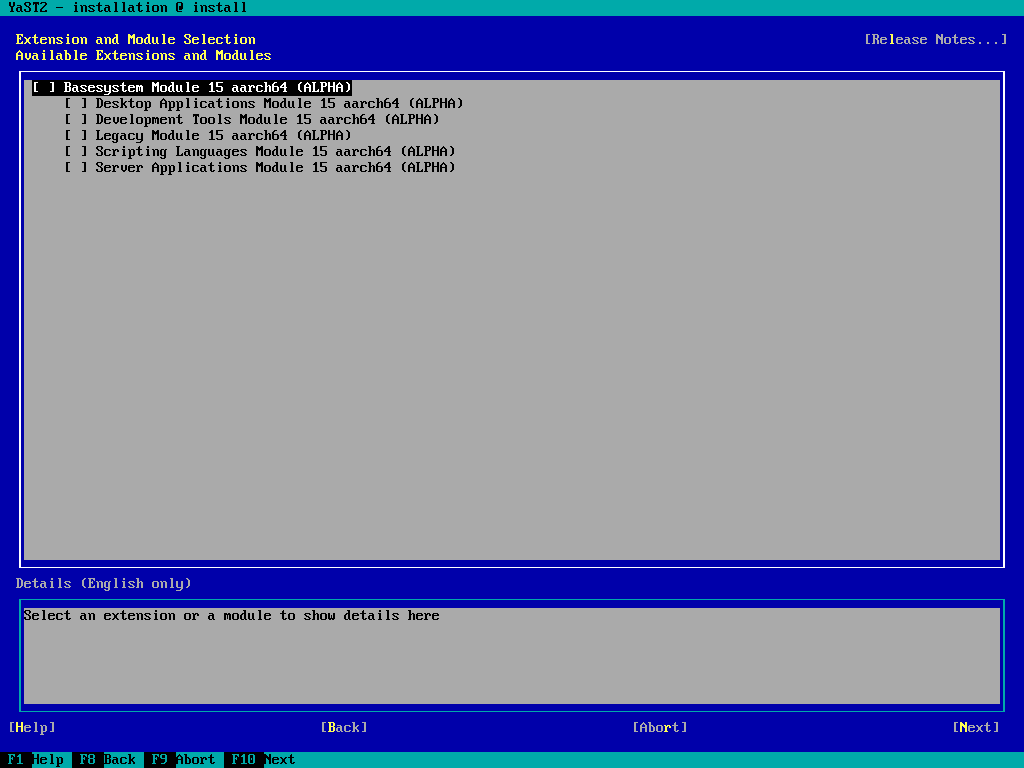 YaST2 - installation @ install
Extension and Module Selection [Release Notes...]
Available Extensions and Modules
[ ] Basesystem Module 15 aarch64 (ALPHA)
[ ] Desktop Applications Module 15 aarch64 (ALPHA)
[ ] Development Tools Module 15 aarch64 (ALPHA)
[ ] Legacy Module 15 aarch64 (ALPHA)
[ ] Scripting Languages Module 15 aarch64 (ALPHA)
[ ] Server Applications Module 15 aarch64 (ALPHA)
Details (English only)
Select an extension or a module to show details here
[Help] [Back] [Abort] [Next]
F1 Help F8 Back F9 Abort F10 Next